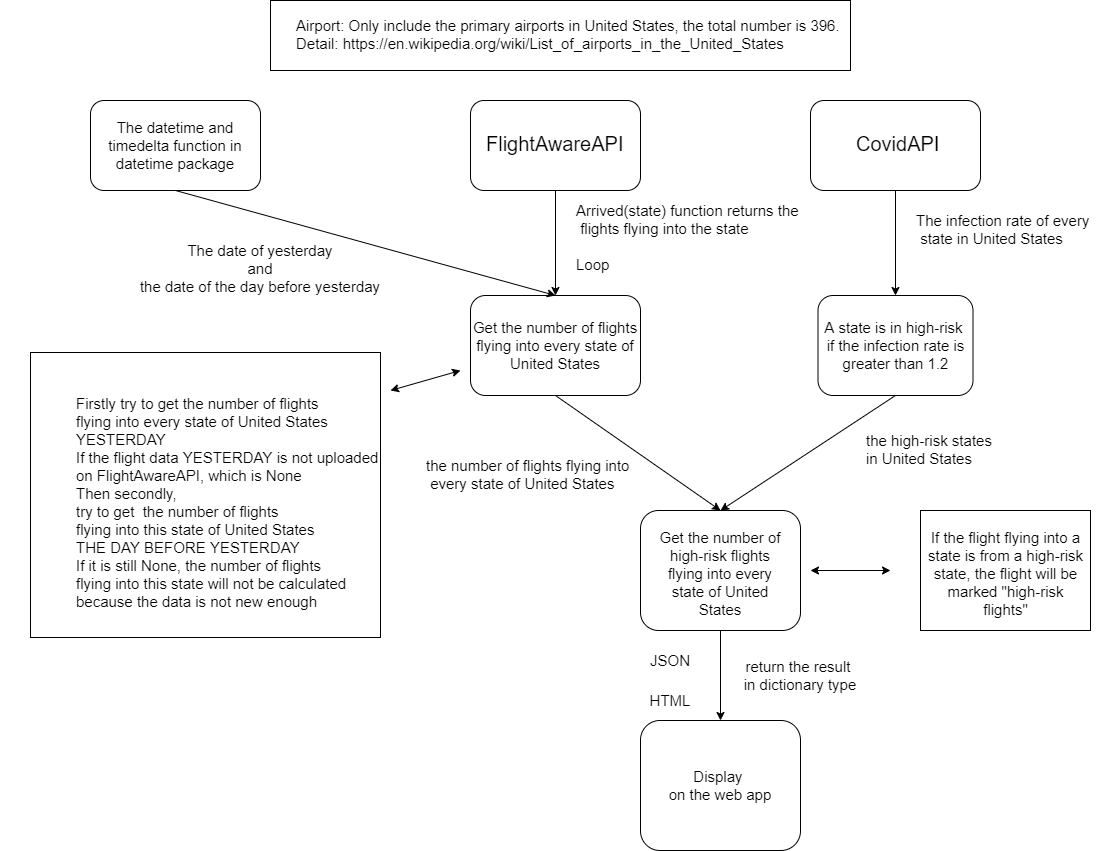 Airport: Only include the primary airports in United States, the total number is 396.
Detail: https://en.wikipedia.org/wiki/List_of_airports_in_the_United_States
The datetime and
timedelta function in
datetime package
FlightAwareAPI
CovidAPI
Arrived(state) function returns the
flights flying into the state
Loop
The infection rate of every
state in United States
The date of yesterday
and
the date of the day before yesterday
Get the number of flights
flying into every state of
United States
A state is in high-risk
if the infection rate is
greater than 1.2
Firstly try to get the number of flights
flying into every state of United States
YESTERDAY
If the flight data YESTERDAY is not uploaded
on FlightAwareAPI, which is None
Then secondly,
try to get the number of flights
flying into this state of United States
THE DAY BEFORE YESTERDAY
If it is still None, the number of flights
flying into this state will not be calculated
because the data is not new enough
the number of flights flying into
every state of United States
the high-risk states
in United States
Get the number of
high-risk flights
flying into every
state of United
States
If the flight flying into a
state is from a high-risk
state, the flight will be
marked "high-risk
flights"
JSON
HTML
return the result
in dictionary type
Display
on the web app